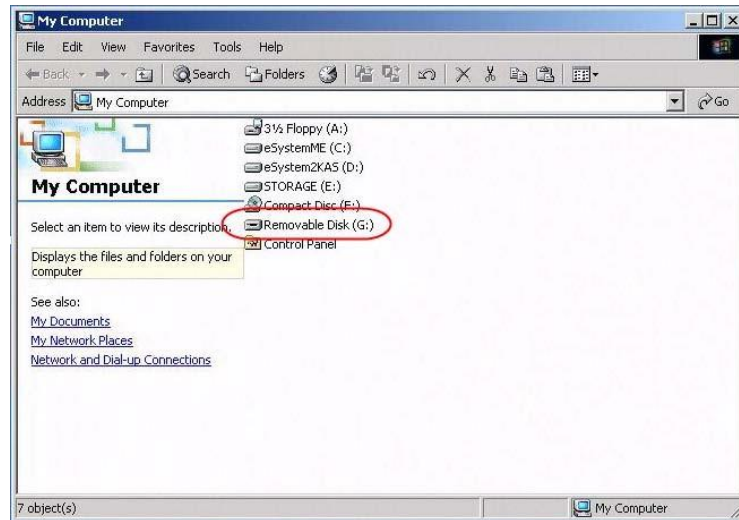 My Computer
File Edit View Favorites Tools Help
Back Search Folders
Address My Computer Go
3½ Floppy (A:)
eSystemME (C:)
eSystem2KAS (D:)
STORAGE (E:)
Compact Disc (F:)
Removable Disk (G:)
Control Panel
My Computer
Select an item to view its description.
Displays the files and folders on your
computer
See also:
My Documents
My Network Places
Network and Dial-up Connections
7 object(s) My Computer